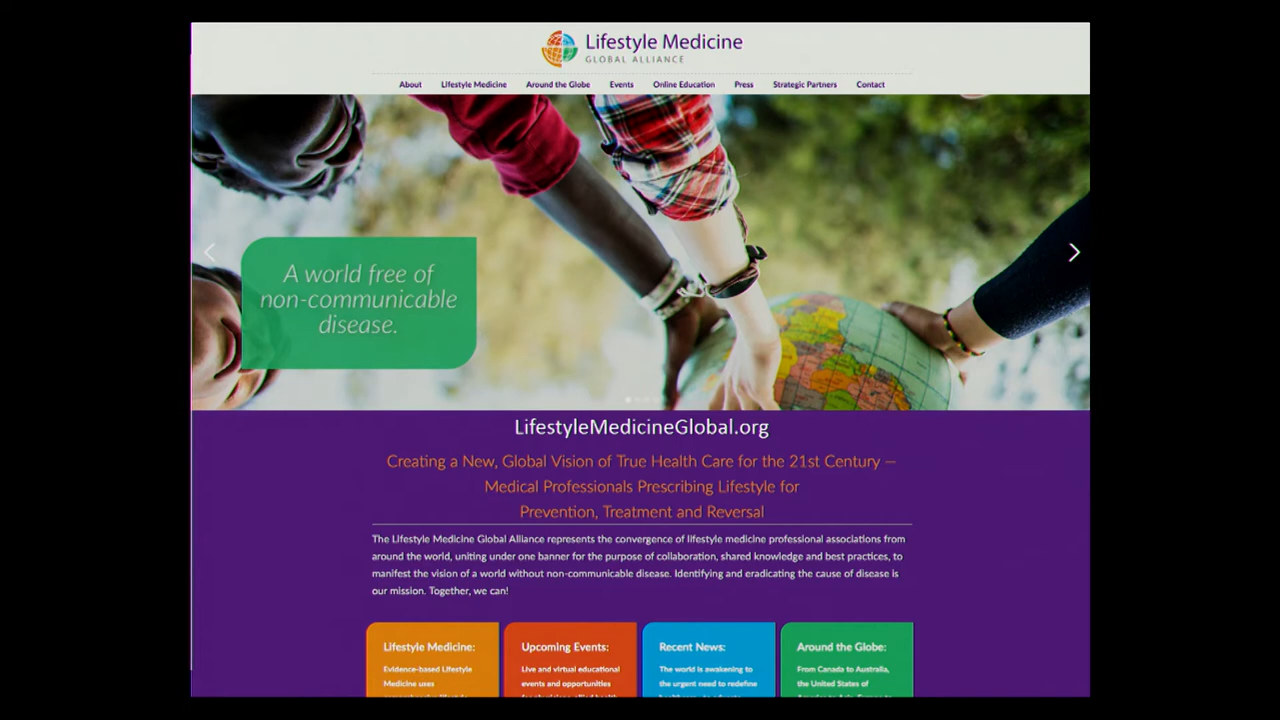 Lifestyle Medicine
GLOBAL ALLIANCE
About Lifestyle Medicine Around the Globe Events Online Education Press Strategic Partners Contact
A world free of
non-communicable
disease.
LifestyleMedicineGlobal.org
Creating a New, Global Vision of True Health Care for the 21st Century —
Medical Professionals Prescribing Lifestyle for
Prevention, Treatment and Reversal
The Lifestyle Medicine Global Alliance represents the convergence of lifestyle medicine professional associations from
around the world, uniting under one banner for the purpose of collaboration, shared knowledge and best practices, to
manifest the vision of a world without non-communicable disease. Identifying and eradicating the cause of disease is
our mission. Together, we can!
Lifestyle Medicine:
Evidence-based Lifestyle
Medicine uses
Upcoming Events:
Live and virtual educational
events and opportunities
Recent News:
The world is awakening to
the urgent need to redefine
Around the Globe:
From Canada to Australia,
the United States of